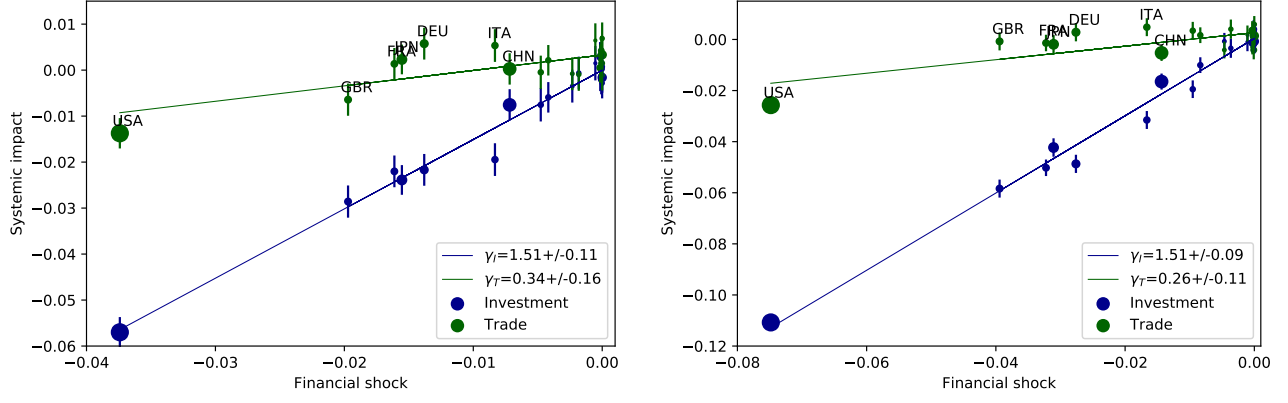 0.01
0.00
−0.01
−0.02
−0.03
−0.04
−0.05
−0.06
Systemic impact
USA
GBR
FRA
JPN
DEU
ITA
CHN
γI=1.51+/-0.11
γT=0.34+/-0.16
Investment
Trade
−0.04
−0.03
−0.02
−0.01
0.00
Financial shock
0.00
−0.02
−0.04
−0.06
−0.08
−0.10
−0.12
Systemic impact
USA
GBR
FRA
JPN
DEU
ITA
CHN
γI=1.51+/-0.09
γT=0.26+/-0.11
Investment
Trade
−0.08
−0.06
−0.04
−0.02
0.00
Financial shock